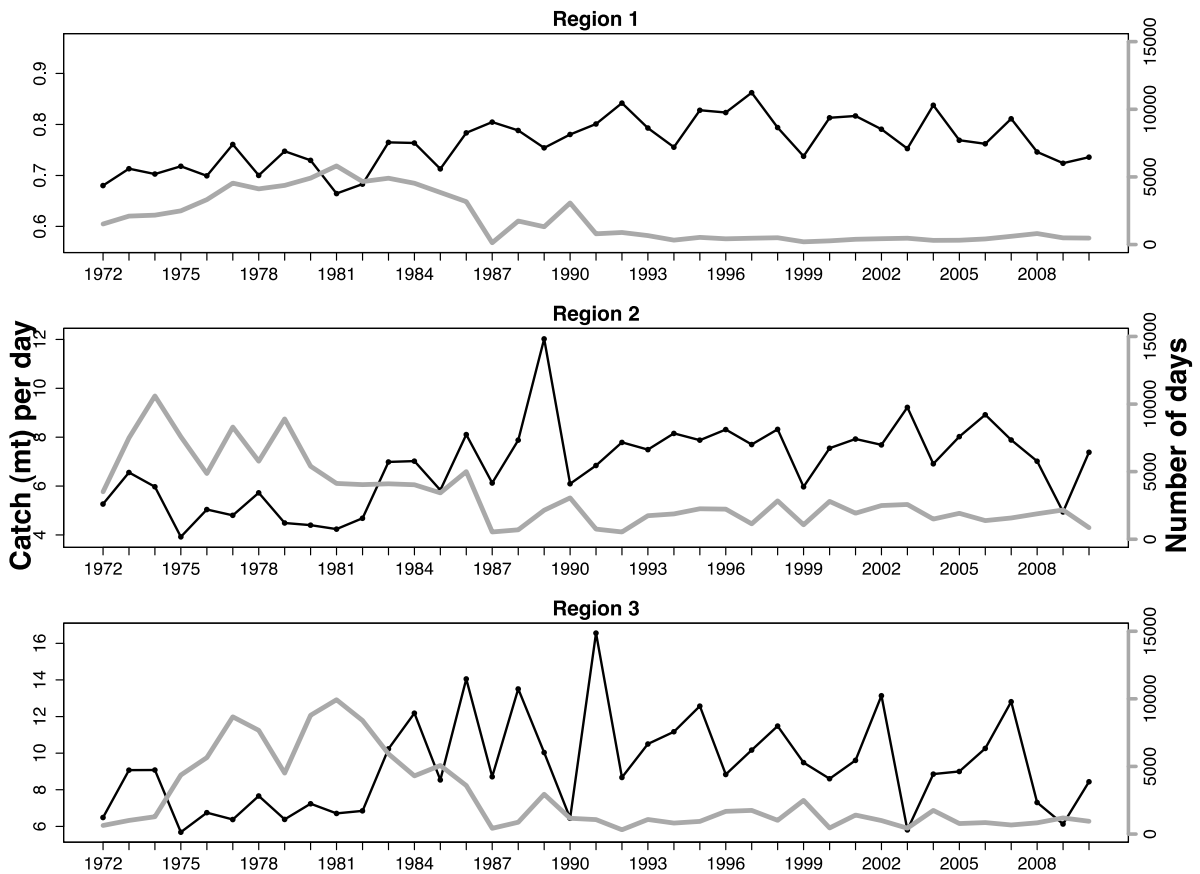 Region 1
0.6 0.7 0.8 0.9
0 5000 10000 15000
1972 1975 1978 1981 1984 1987 1990 1993 1996 1999 2002 2005 2008
Region 2
4 6 8 10 12
0 5000 10000 15000
1972 1975 1978 1981 1984 1987 1990 1993 1996 1999 2002 2005 2008
Catch (mt) per day
Number of days
Region 3
6 8 10 12 14 16
0 5000 10000 15000
1972 1975 1978 1981 1984 1987 1990 1993 1996 1999 2002 2005 2008